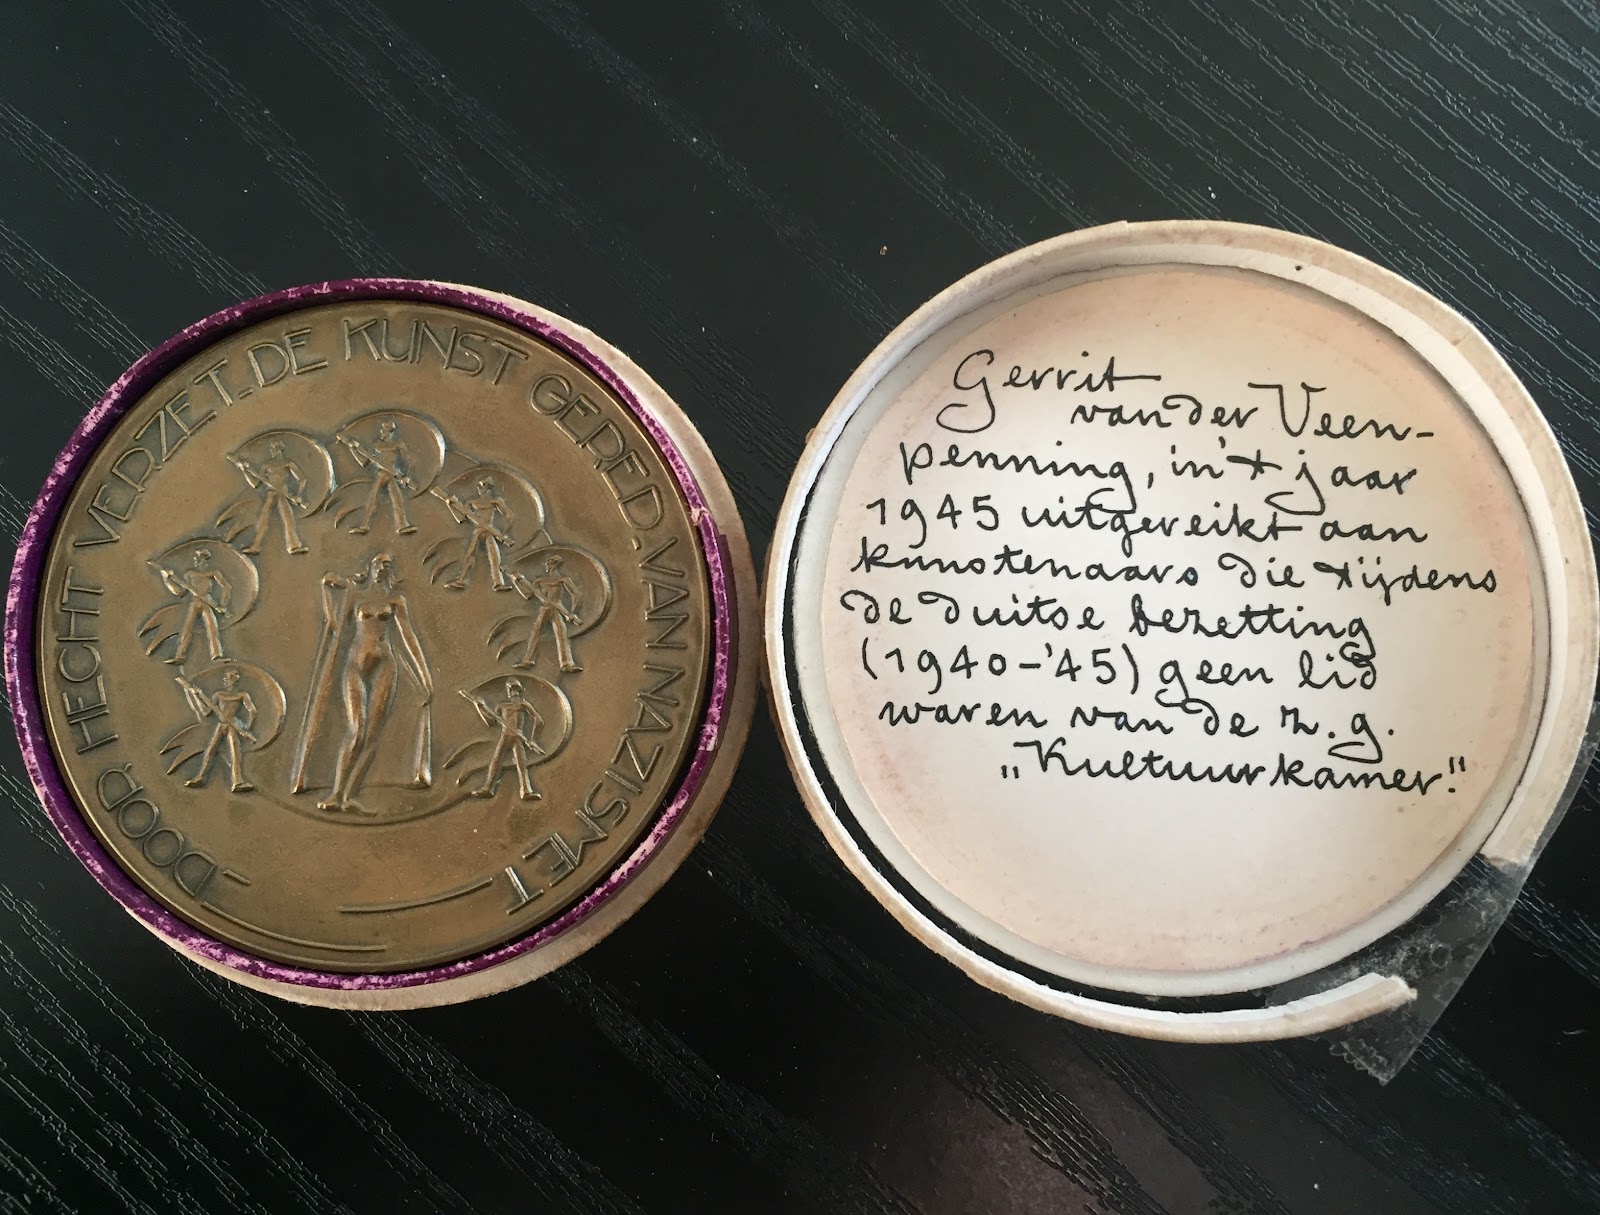 DOOR HECHT VERZET.DE KUNST GERED.VAN NAZISME
Gerrit
van der Veen-
penning, in 't jaar
1945 uitgereikt aan
kunstenaars die tijdens
de duitse bezetting
(1940-'45) geen lid
waren van de z.g.
„Kultuurkamer."